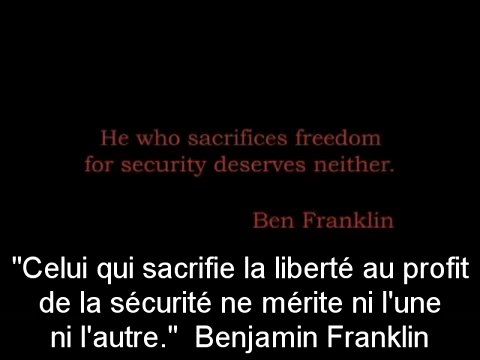 He who sacrifices freedom
for security deserves neither.
Ben Franklin
"Celui qui sacrifie la liberté au profit
de la sécurité ne mérite ni l'une
ni l'autre."  Benjamin Franklin